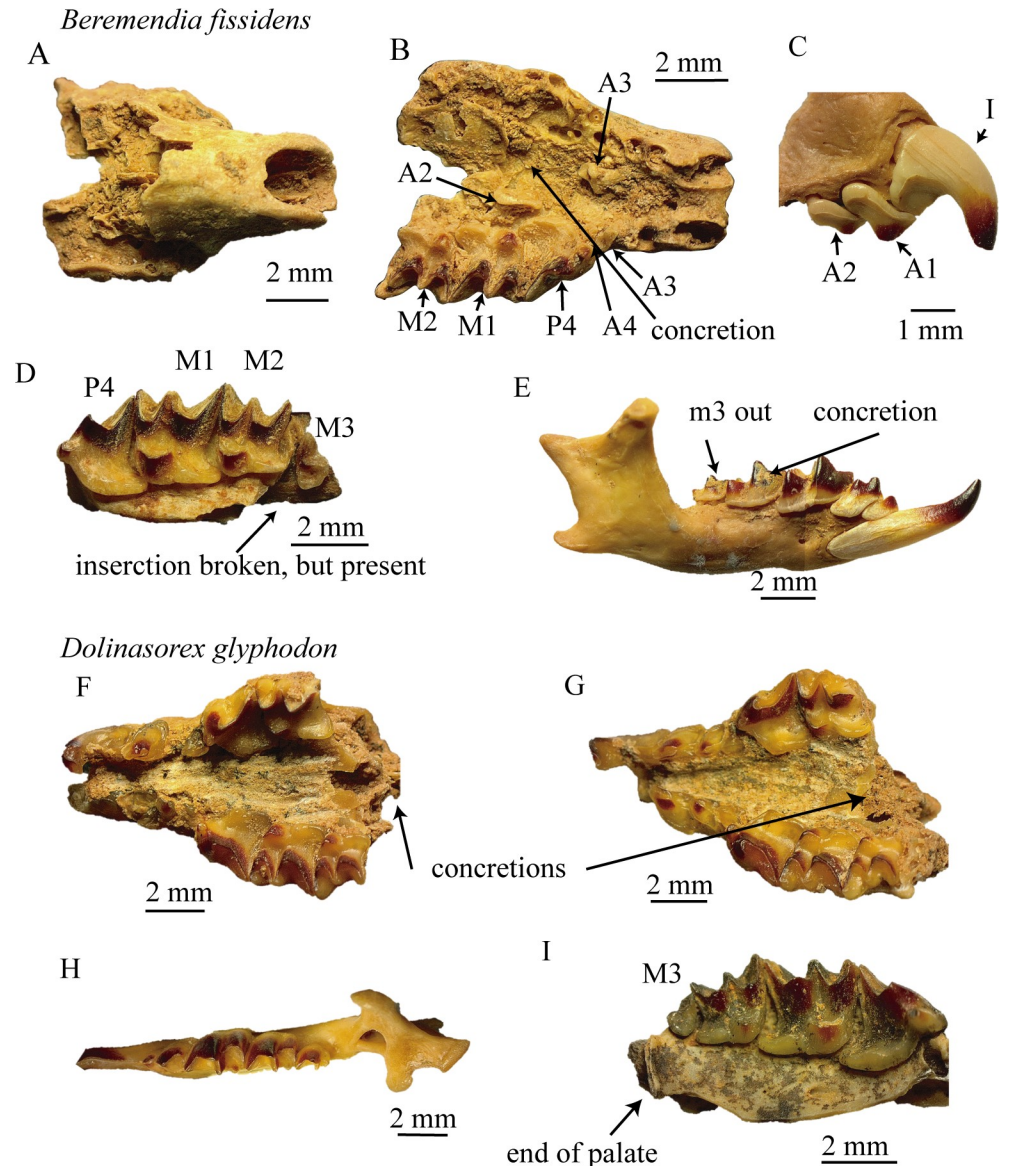 Beremendia fissidens
A
B
2 mm
A3
C
I
A2
2 mm
M2
M1
P4
A4
A3
concretion
A2
A1
1 mm
D
P4
M1
M2
M3
2 mm
inserction broken, but present
E
m3 out
concretion
2 mm
Dolinasorex glyphodon
F
G
concretions
2 mm
2 mm
H
2 mm
I
M3
end of palate
2 mm